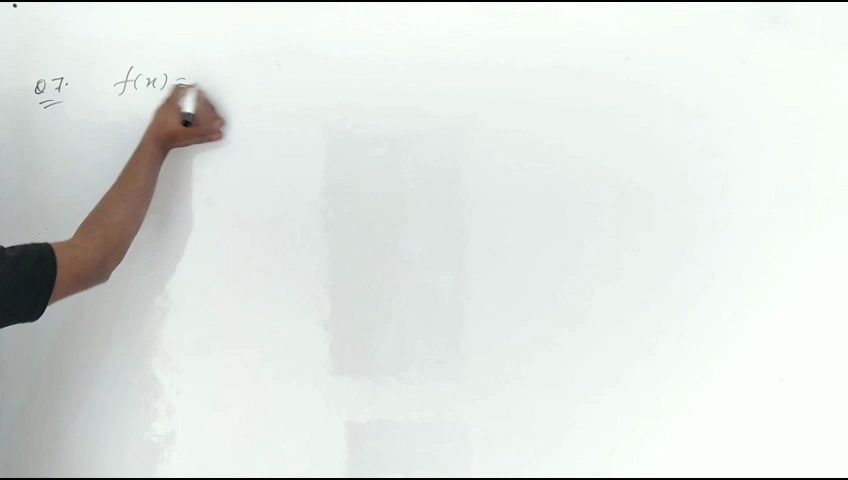 Q7. f(x) =